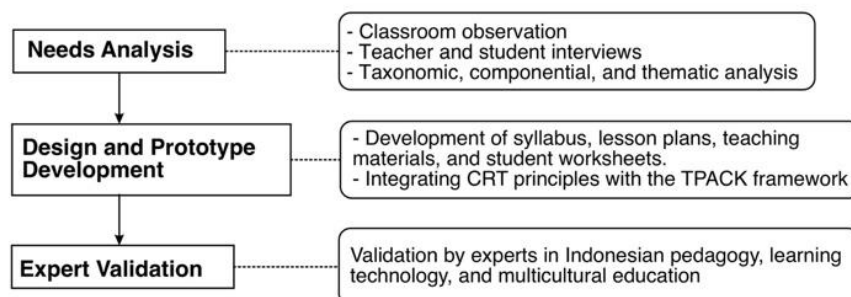 Needs Analysis
- Classroom observation
- Teacher and student interviews
- Taxonomic, componential, and thematic analysis
Design and Prototype
Development
- Development of syllabus, lesson plans, teaching
materials, and student worksheets.
- Integrating CRT principles with the TPACK framework
Expert Validation
Validation by experts in Indonesian pedagogy, learning
technology, and multicultural education